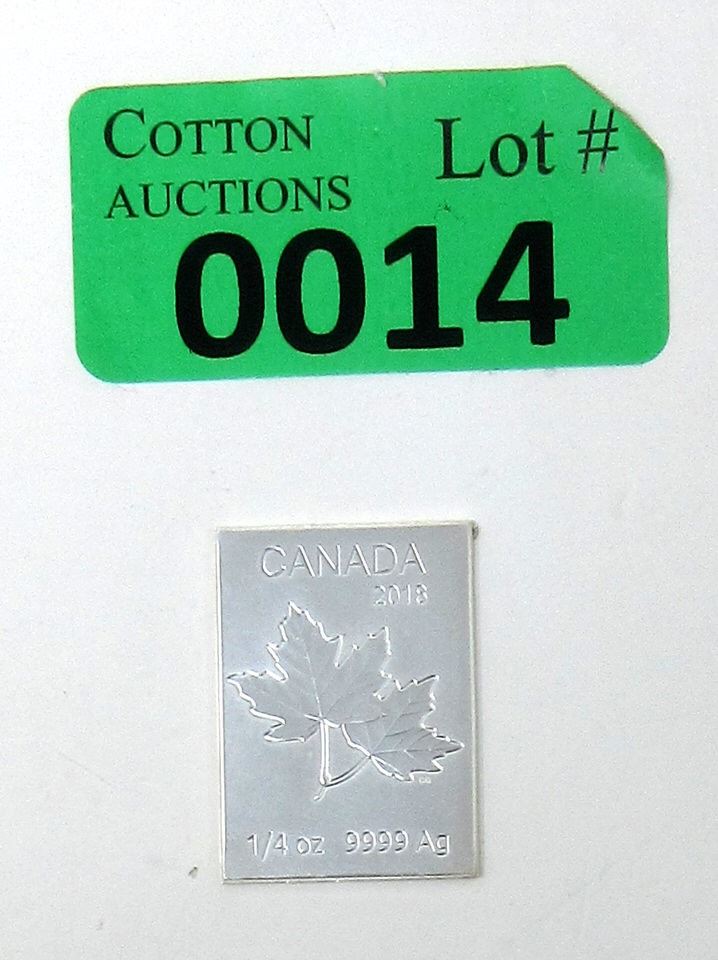 COTTON
AUCTIONS
Lot #
0014
CANADA
2018
1/4 oz 9999 Ag